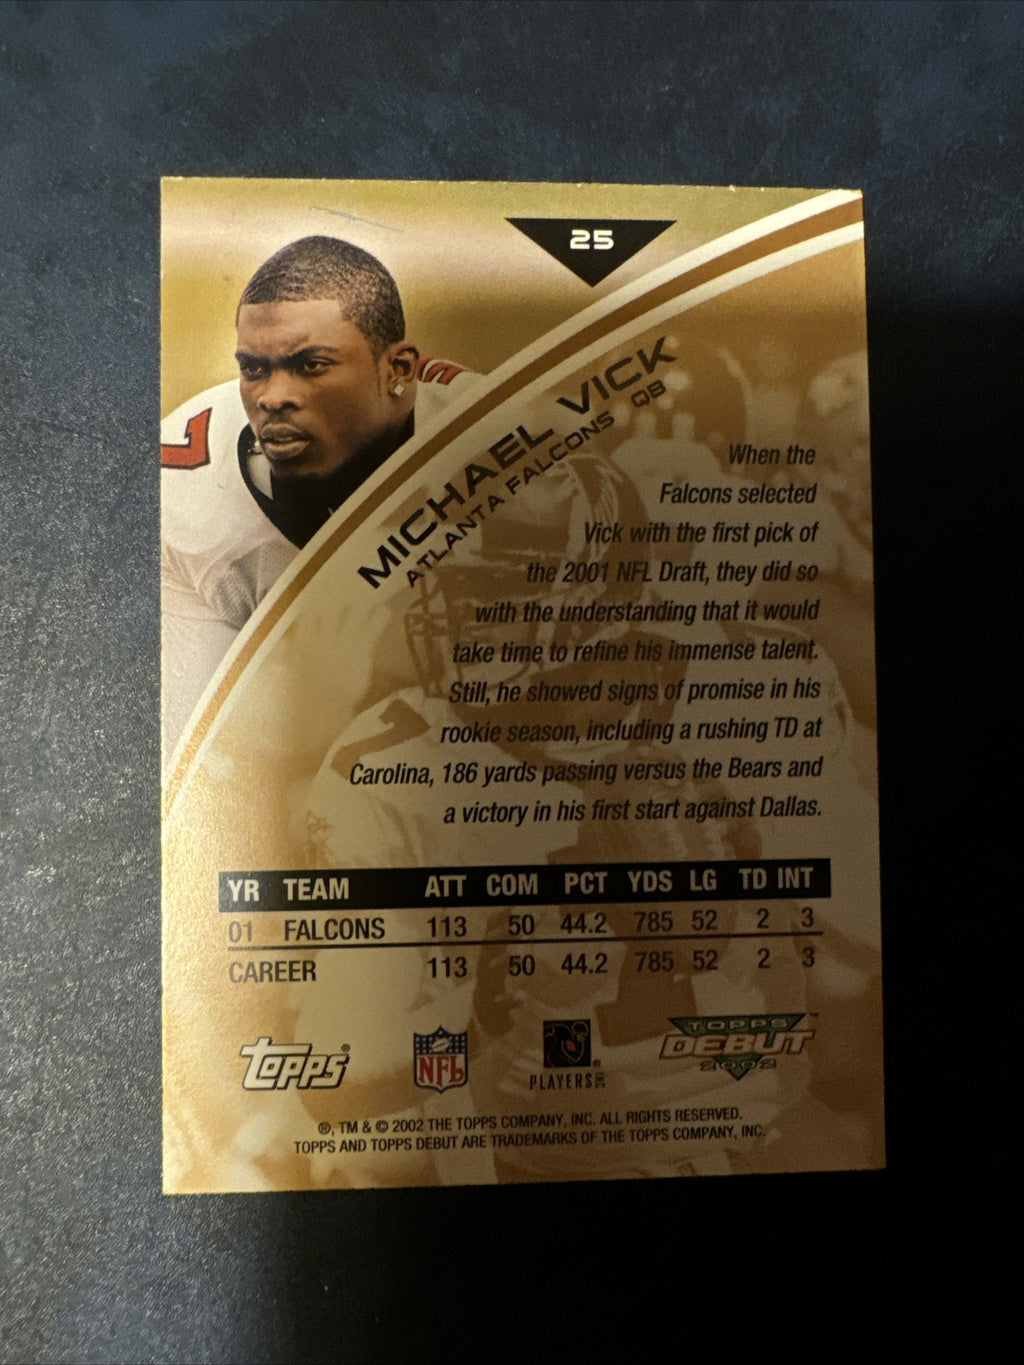 25
MICHAEL VICK
ATLANTA FALCONS QB
7
When the
Falcons selected
Vick with the first pick of
the 2001 NFL Draft, they did so
with the understanding that it would
take time to refine his immense talent.
Still, he showed signs of promise in his
rookie season, including a rushing TD at
Carolina, 186 yards passing versus the Bears and
a victory in his first start against Dallas.
YR TEAM ATT COM PCT YDS LG TD INT
01 FALCONS 113 50 44.2 785 52 2 3
CAREER 113 50 44.2 785 52 2 3
Topps® NFL PLAYERS INC ® TOPPS DEBUT 2002 ™
®, TM & © 2002 THE TOPPS COMPANY, INC. ALL RIGHTS RESERVED.
TOPPS AND TOPPS DEBUT ARE TRADEMARKS OF THE TOPPS COMPANY, INC.